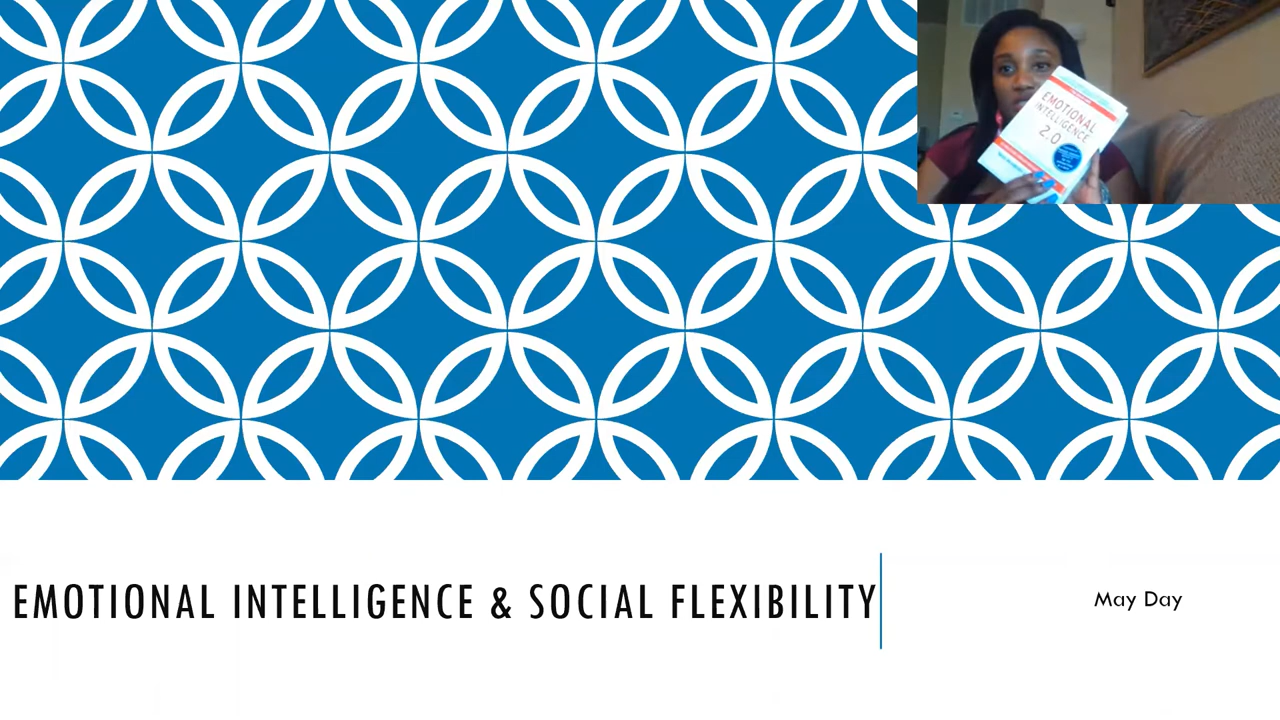 EMOTIONAL
INTELLIGENCE
2.0
EMOTIONAL INTELLIGENCE & SOCIAL FLEXIBILITY
May Day